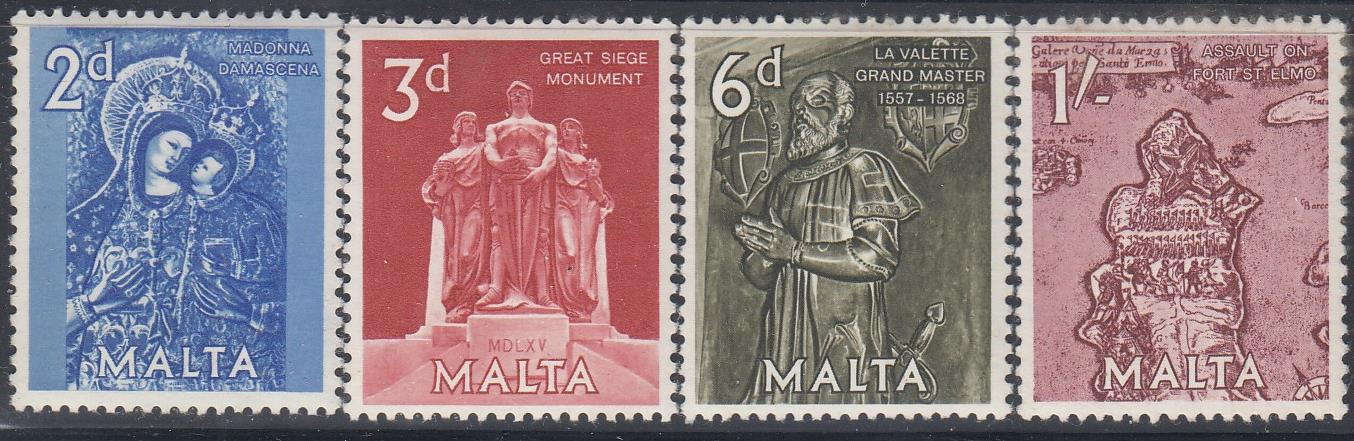 2d
MADONNA
DAMASCENA
MALTA
3d
GREAT SIEGE
MONUMENT
MDLXV
MALTA
6d
LA VALETTE
GRAND MASTER
1557-1568
MALTA
1/-
ASSAULT ON
FORT ST. ELMO
MALTA